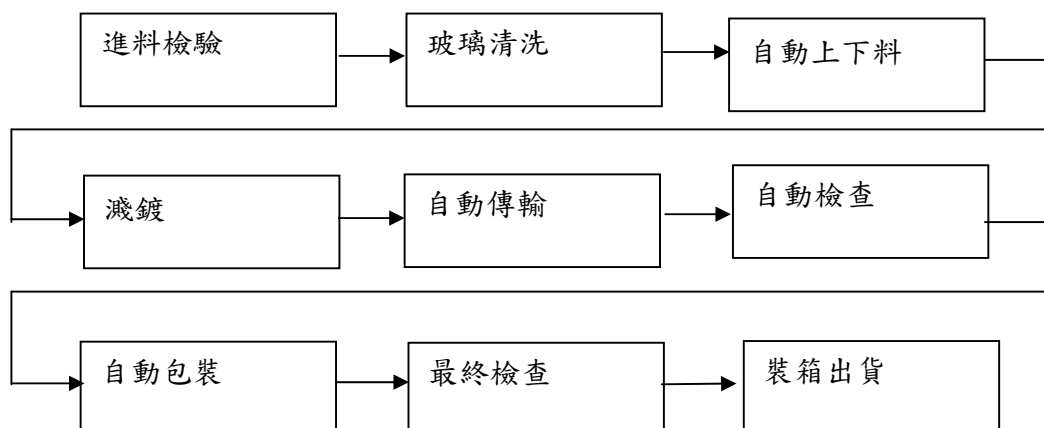 進料檢驗
玻璃清洗
自動上下料
濺鍍
自動傳輸
自動檢查
自動包裝
最終檢查
裝箱出貨